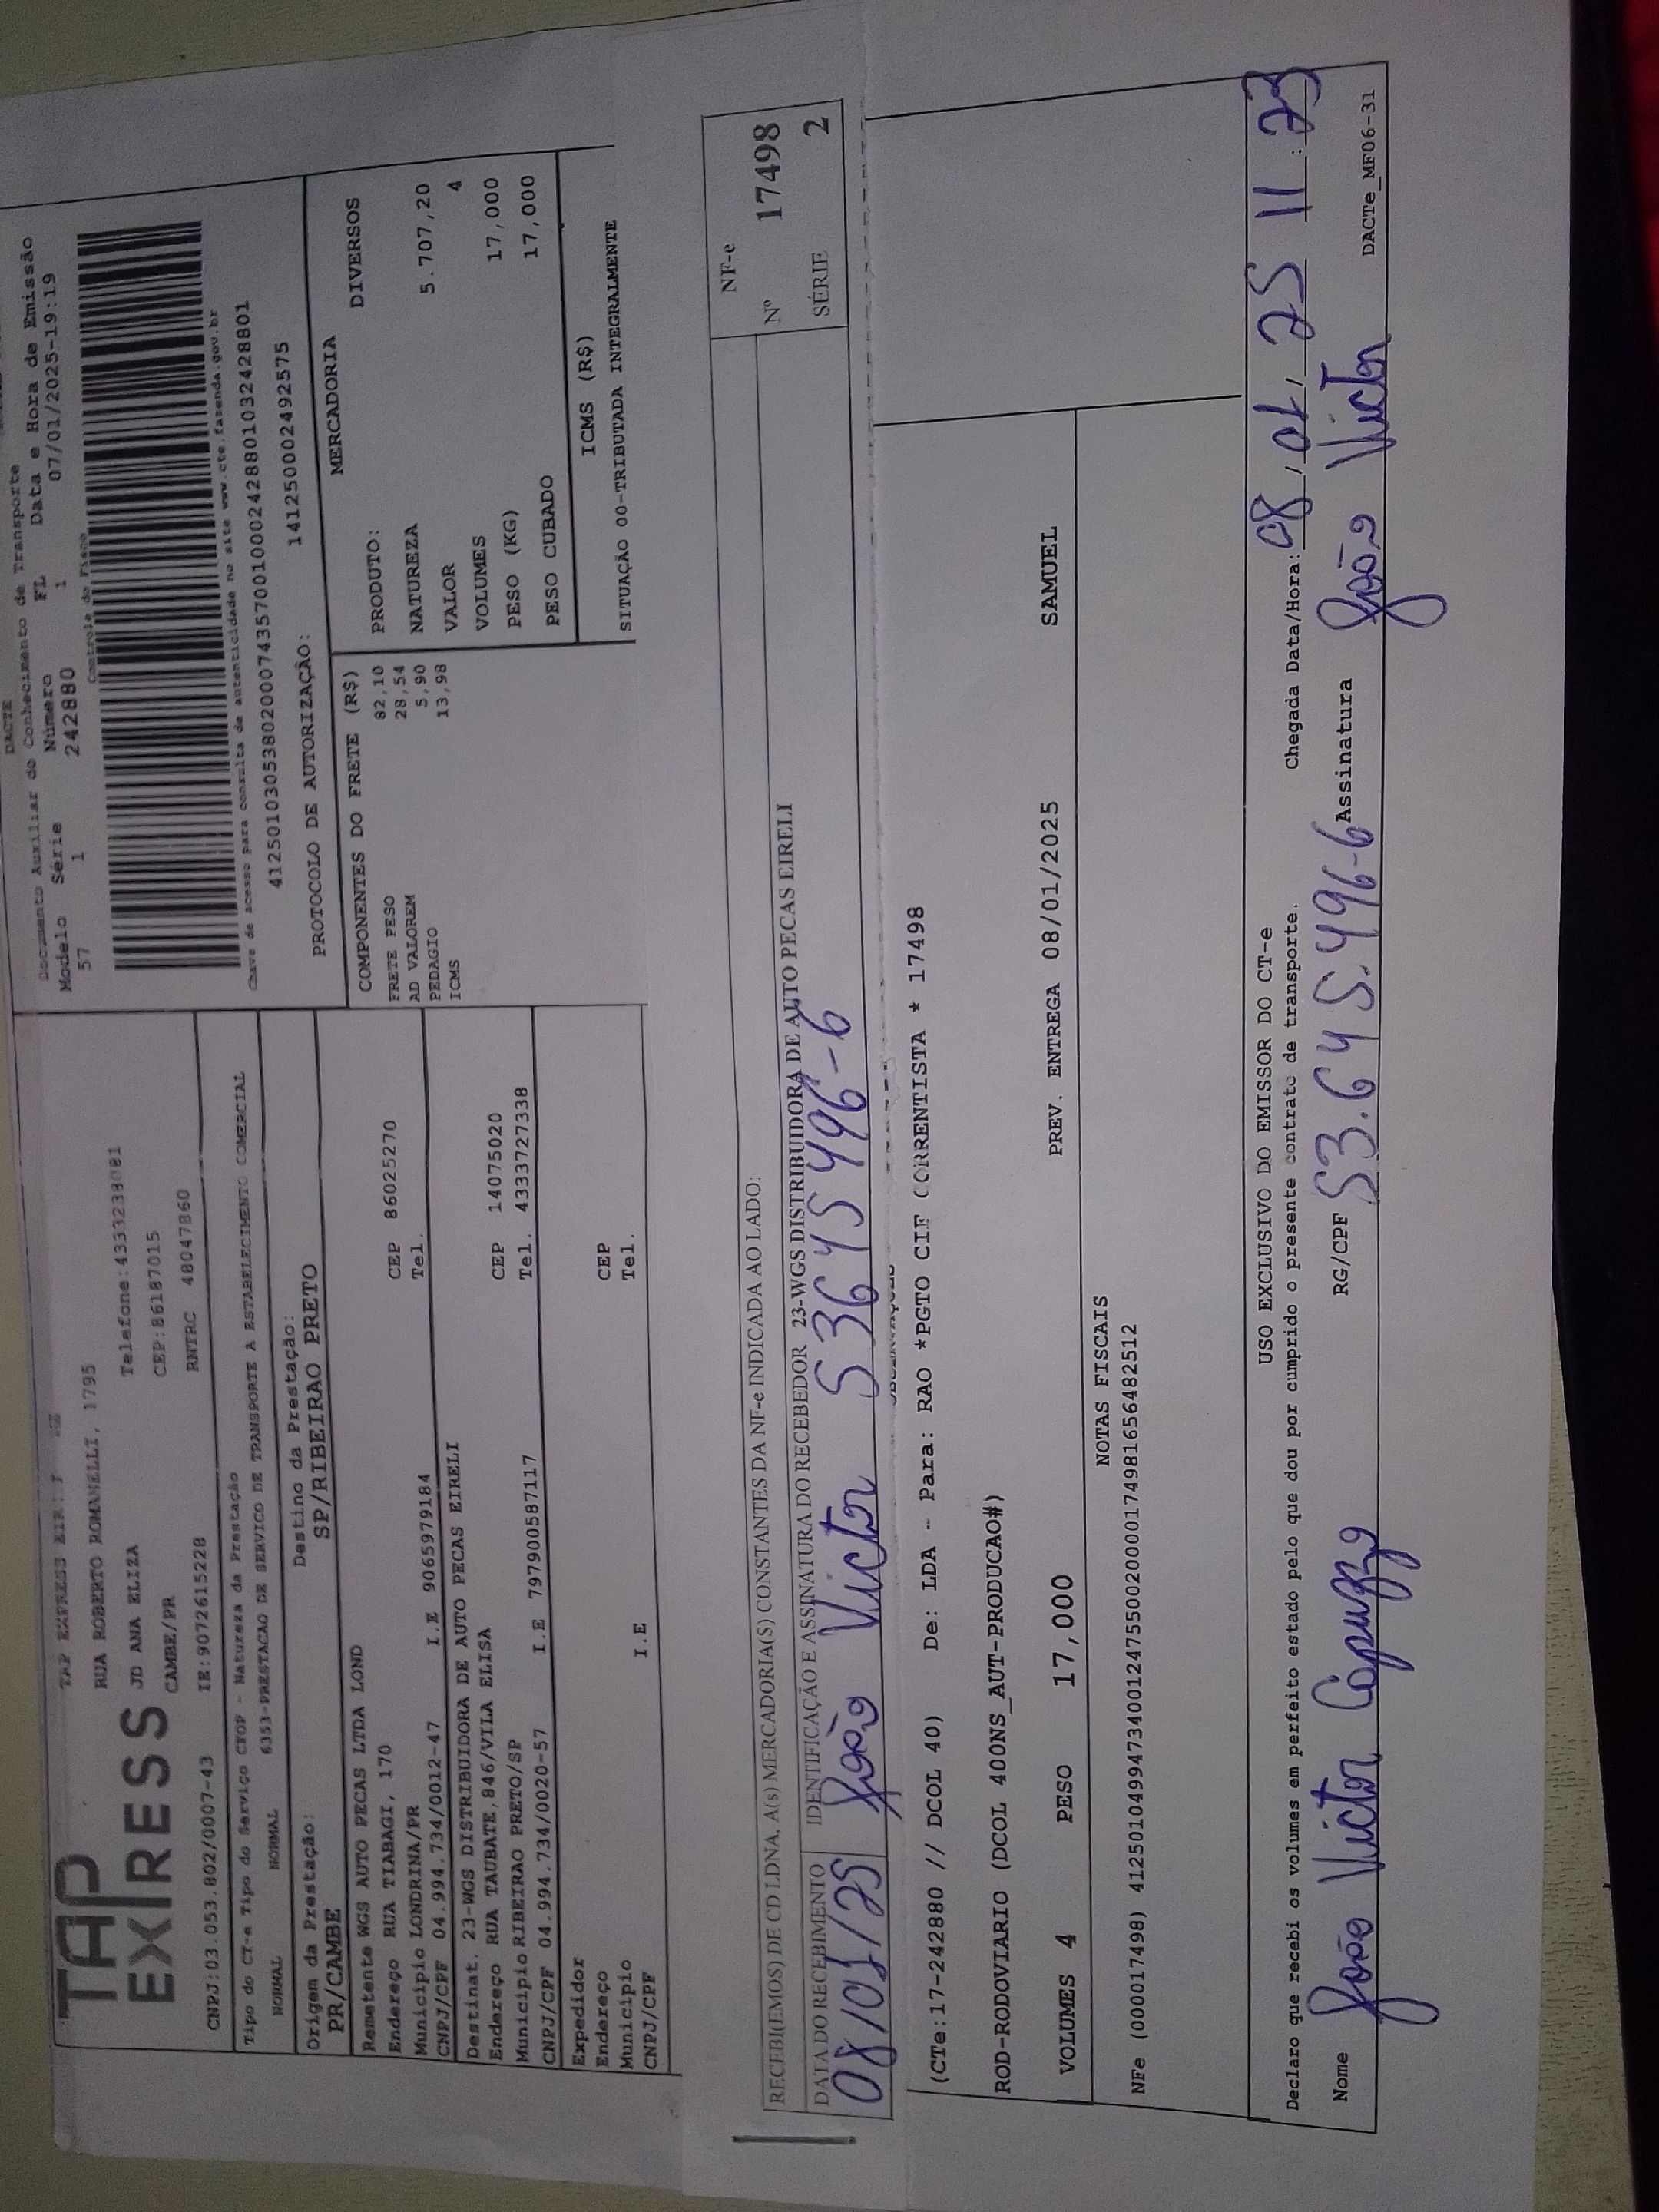 TAP
EXPRESS
TAP EXPRESS
RUA ROBERTO ROMANELLI, 1795
JD ANA ELIZA
Telefone:4333238081
CAMBE/PR
CEP:86187015
CNPJ:03.053.802/0007-43
IE:9072615228
RNTRC 48047860
DACTE
Documento Auxiliar do Conhecimento de Transporte
Modelo Série Número FL Data e Hora de Emissão
57 1 242880 1 07/01/2025-19:19
Controle do Fisco
Chave de acesso para consulta de autenticidade no site www.cte.fazenda.gov.br
41250103053802000743570010002428801032428801
PROTOCOLO DE AUTORIZAÇÃO: 141250002492575
Tipo do CT-e Tipo do Serviço CFOP - Natureza da Prestação
NORMAL NORMAL 6353-PRESTACAO DE SERVICO DE TRANSPORTE A ESTABELECIMENTO COMERCIAL
Origem da Prestação: Destino da Prestação:
PR/CAMBE SP/RIBEIRAO PRETO
Remetente WGS AUTO PECAS LTDA LOND
Endereço RUA TIABAGI, 170 CEP 86025270
Município LONDRINA/PR Tel.
CNPJ/CPF 04.994.734/0012-47 I.E 9065979184
Destinat. 23-WGS DISTRIBUIDORA DE AUTO PECAS EIRELI
Endereço RUA TAUBATE,846/VILA ELISA CEP 14075020
Município RIBEIRAO PRETO/SP Tel. 4333727338
CNPJ/CPF 04.994.734/0020-57 I.E 797900587117
Expedidor
Endereço CEP
Município Tel.
CNPJ/CPF I.E
COMPONENTES DO FRETE (R$)
FRETE PESO 82,10
AD VALOREM 28,54
PEDAGIO 5,90
ICMS 13,98
MERCADORIA
PRODUTO: DIVERSOS
NATUREZA
VALOR 5.707,20
VOLUMES 4
PESO (KG) 17,000
PESO CUBADO 17,000
ICMS (R$)
SITUAÇÃO 00-TRIBUTADA INTEGRALMENTE
RECEBI(EMOS) DE CD LDNA, A(s) MERCADORIA(S) CONSTANTES DA NF-e INDICADA AO LADO:
NF-e
Nº 17498
SÉRIE 2
DATA DO RECEBIMENTO IDENTIFICAÇÃO E ASSINATURA DO RECEBEDOR 23-WGS DISTRIBUIDORA DE AUTO PECAS EIRELI
08/01/25 João Victor 53645496-6
(CTe:17-242880 // DCOL 40) De: LDA - Para: RAO *PGTO CIF CORRENTISTA * 17498
ROD-RODOVIARIO (DCOL 400NS_AUT-PRODUCAO#)
VOLUMES 4 PESO 17,000 PREV. ENTREGA 08/01/2025 SAMUEL
NOTAS FISCAIS
NFe (000017498) 41250104994734001247550020000174981656482512
USO EXCLUSIVO DO EMISSOR DO CT-e
Declaro que recebi os volumes em perfeito estado pelo que dou por cumprido o presente contrato de transporte. Chegada Data/Hora: 08/01/25 11:23
Nome João Victor Capuzzo RG/CPF 53.645.496-6 Assinatura João Victor
DACTe_MF06-31